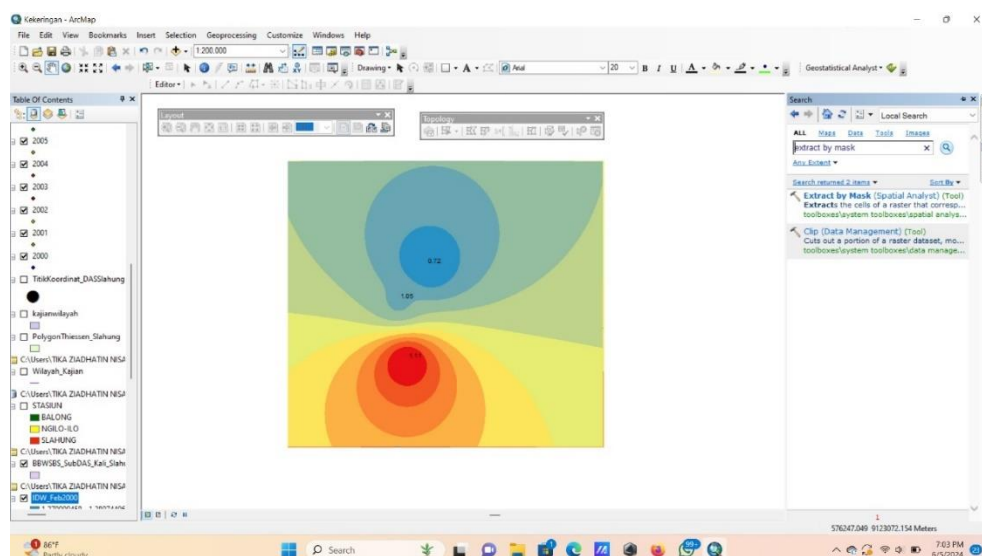 Kekeringan - ArcMap
File Edit View Bookmarks Insert Selection Geoprocessing Customize Windows Help
1:200.000
Drawing Arial 20 B I U A Geostatistical Analyst
Editor
Table Of Contents
Layout
Topology
Search
Local Search
ALL Maps Data Tools Images
extract by mask
Any Extent
Search returned 2 items Sort By
Extract by Mask (Spatial Analyst) (Tool)
Extracts the cells of a raster that corresp...
toolboxes\system toolboxes\spatial analys...
Clip (Data Management) (Tool)
Cuts out a portion of a raster dataset, mo...
toolboxes\system toolboxes\data manage...
2005
2004
2003
2002
2001
2000
TitikKoordinat_DASSlahung
kajianwilayah
PolygonThiessen_Slahung
C:\Users\TIKA ZIADHATIN NISA
Wilayah_Kajian
C:\Users\TIKA ZIADHATIN NISA
STASIUN
BALONG
NGILO-ILO
SLAHUNG
C:\Users\TIKA ZIADHATIN NISA
BBWSBS_SubDAS_Kali_Slahu
C:\Users\TIKA ZIADHATIN NISA
IDW_Feb2000
0.72
1.05
576247.049 9123072.154 Meters
86°F
Partly cloudy
Search
99+
7:03 PM
6/5/2024